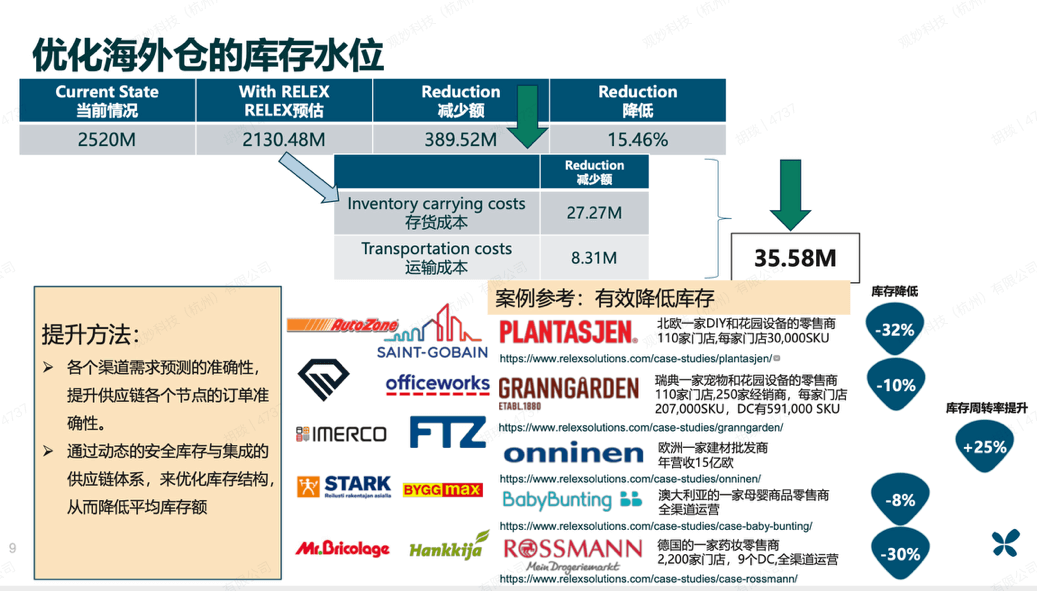 优化海外仓的库存水位
Current State
当前情况
With RELEX
RELEX预估
Reduction
减少额
Reduction
降低
2520M
2130.48M
389.52M
15.46%
Reduction
减少额
Inventory carrying costs
存货成本
27.27M
Transportation costs
运输成本
8.31M
35.58M
提升方法：
各个渠道需求预测的准确性，
提升供应链各个节点的订单准
确性。
通过动态的安全库存与集成的
供应链体系，来优化库存结构，
从而降低平均库存额
AutoZone
SAINT-GOBAIN
officeworks
IMERCO
FTZ
STARK
Rautisti rakentajan asialla
BYGGmax
Mr.Bricolage
Hankkija
案例参考：有效降低库存
库存降低
PLANTASJEN
北欧一家DIY和花园设备的零售商
110家门店,每家门店30,000SKU
-32%
https://www.relexsolutions.com/case-studies/plantasjen/
GRANNGÅRDEN
ETABL.1880
瑞典一家宠物和花园设备的零售商
110家门店,250家经销商，每家门店
207,000SKU，DC有591,000 SKU
-10%
https://www.relexsolutions.com/case-studies/granngarden/
库存周转率提升
onninen
欧洲一家建材批发商
年营收15亿欧
+25%
https://www.relexsolutions.com/case-studies/onninen/
BabyBunting
澳大利亚的一家母婴商品零售商
全渠道运营
-8%
https://www.relexsolutions.com/case-studies/case-baby-bunting/
ROSSMANN
Mein Drogeriemarkt
德国的一家药妆零售商
2,200家门店，9个DC,全渠道运营
-30%
https://www.relexsolutions.com/case-studies/case-rossmann/
9